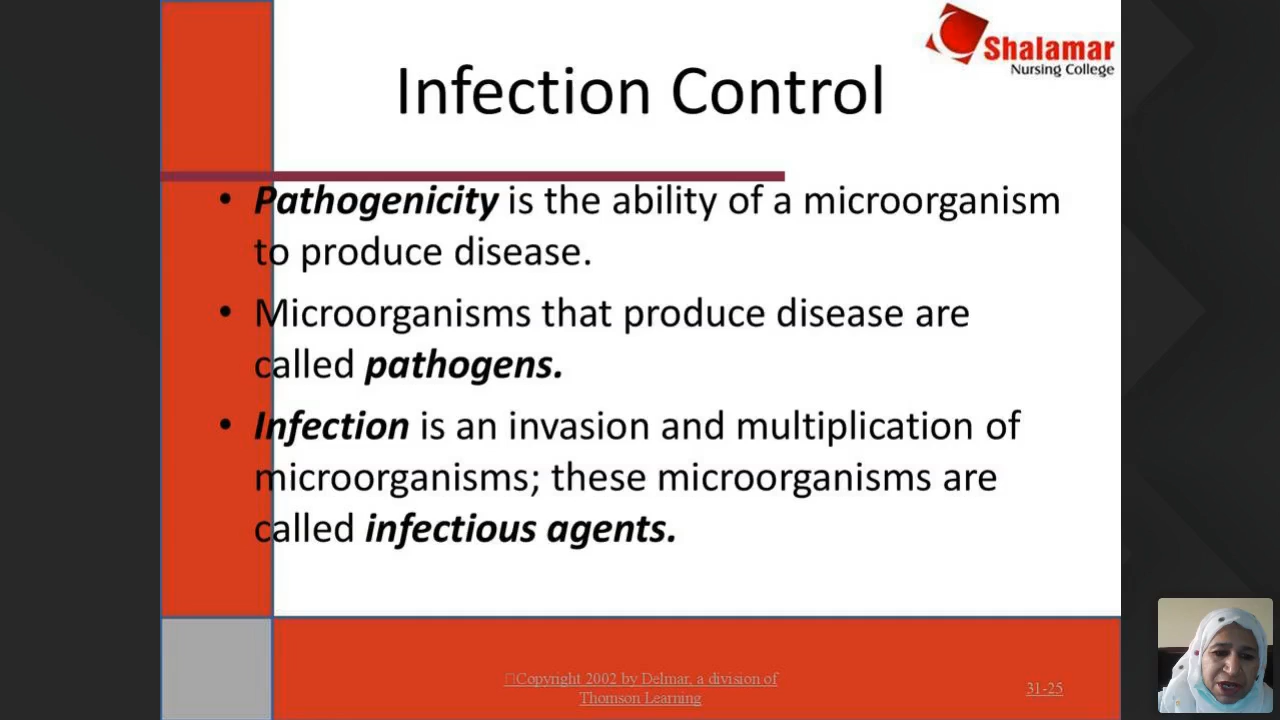 Shalamar
Nursing College
Infection Control
• Pathogenicity is the ability of a microorganism
to produce disease.
• Microorganisms that produce disease are
called pathogens.
• Infection is an invasion and multiplication of
microorganisms; these microorganisms are
called infectious agents.
Copyright 2002 by Delmar, a division of
Thomson Learning
31-25